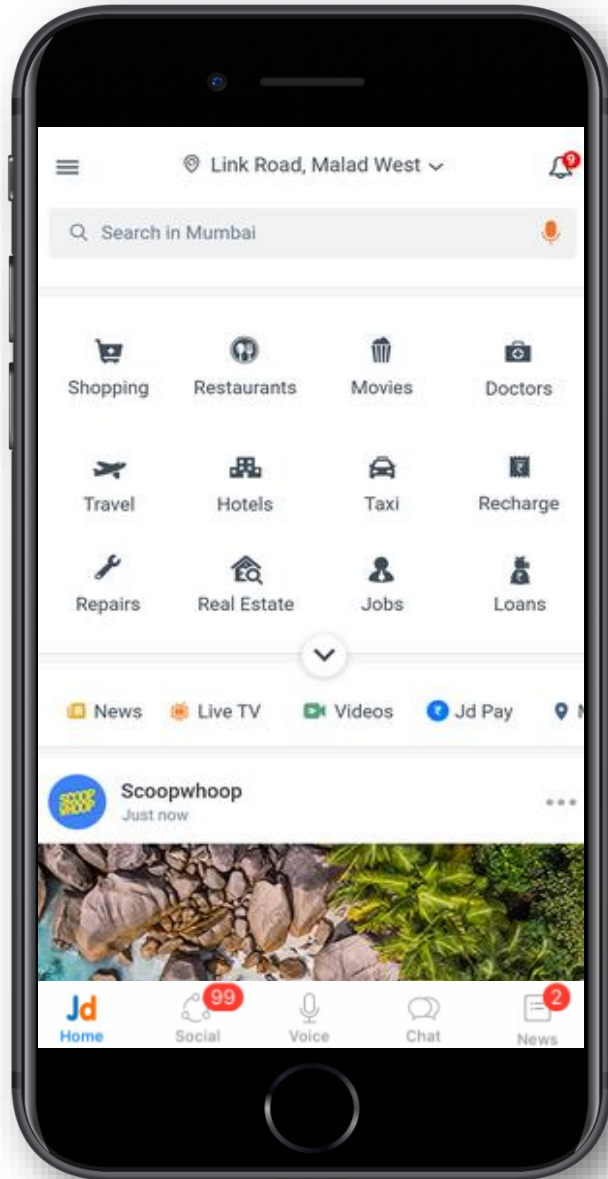 Link Road, Malad West
9
Search in Mumbai
Shopping Restaurants Movies Doctors
Travel Hotels Taxi Recharge
Repairs Real Estate Jobs Loans
News Live TV Videos Jd Pay
Scoopwhoop
Just now
SCOOP
WHOOP
Jd 99 2
Home Social Voice Chat News